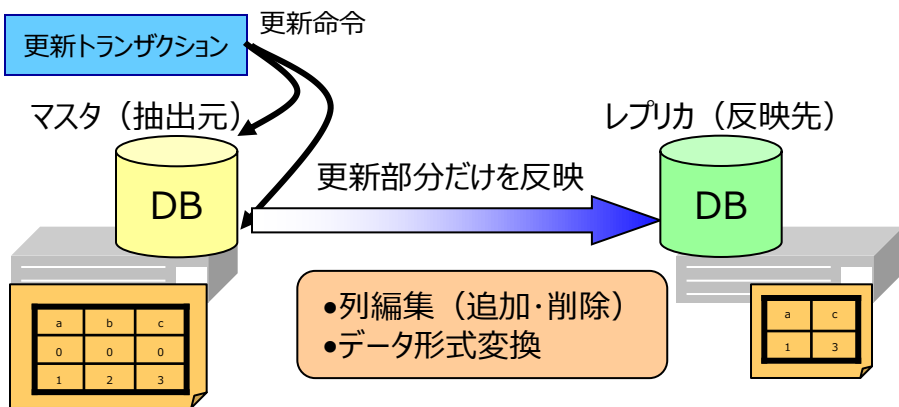 更新命令
更新トランザクション
マスタ（抽出元）
レプリカ（反映先）
更新部分だけを反映
DB
DB
●列編集（追加･削除）
●データ形式変換
a b c
0 0 0
1 2 3
a c
1 3